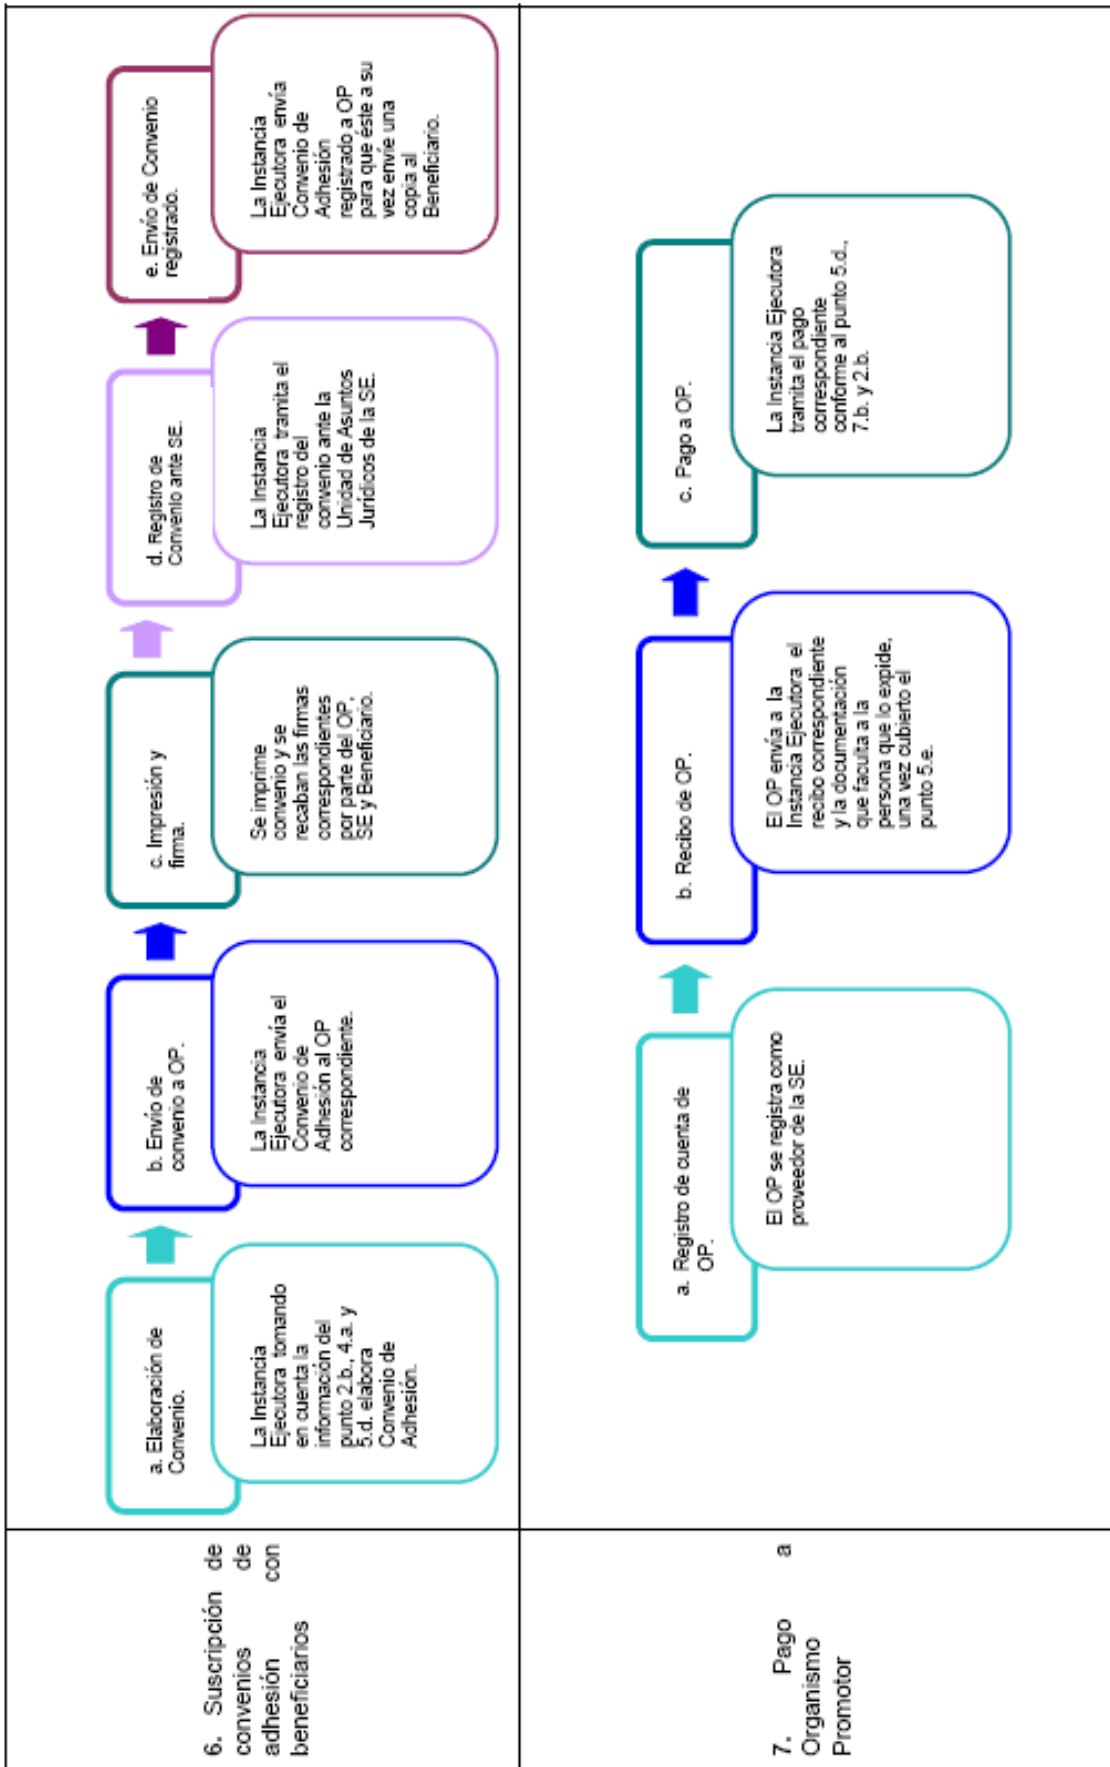 6. Suscripción de
convenios de
adhesión con
beneficiarios
a. Elaboración de
Convenio.
La Instancia
Ejecutora tomando
en cuenta la
información del
punto 2.b., 4.a. y
5.d. elabora
Convenio de
Adhesión.
b. Envío de
convenio a OP.
La Instancia
Ejecutora envía el
Convenio de
Adhesión al OP
correspondiente.
c. Impresión y
firma.
Se imprime
convenio y se
recaban las firmas
correspondientes
por parte del OP,
SE y Beneficiario.
d. Registro de
Convenio ante SE.
La Instancia
Ejecutora tramita el
registro del
convenio ante la
Unidad de Asuntos
Jurídicos de la SE.
e. Envío de Convenio
registrado.
La Instancia
Ejecutora envía
Convenio de
Adhesión
registrado a OP
para que éste a su
vez envíe una
copia al
Beneficiario.
7. Pago a
Organismo
Promotor
a. Registro de cuenta de
OP.
El OP se registra como
proveedor de la SE.
b. Recibo de OP.
El OP envía a la
Instancia Ejecutora el
recibo correspondiente
y la documentación
que faculta a la
persona que lo expide,
una vez cubierto el
punto 5.e.
c. Pago a OP.
La Instancia Ejecutora
tramita el pago
correspondiente
conforme al punto 5.d.,
7.b. y 2.b.